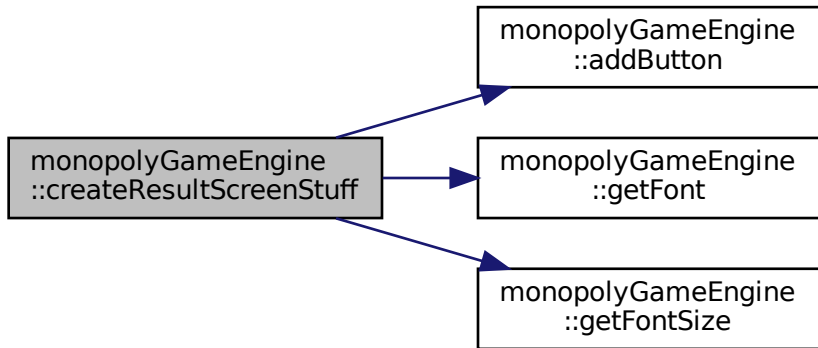 monopolyGameEngine
::addButton
monopolyGameEngine
::createResultScreenStuff
monopolyGameEngine
::getFont
monopolyGameEngine
::getFontSize